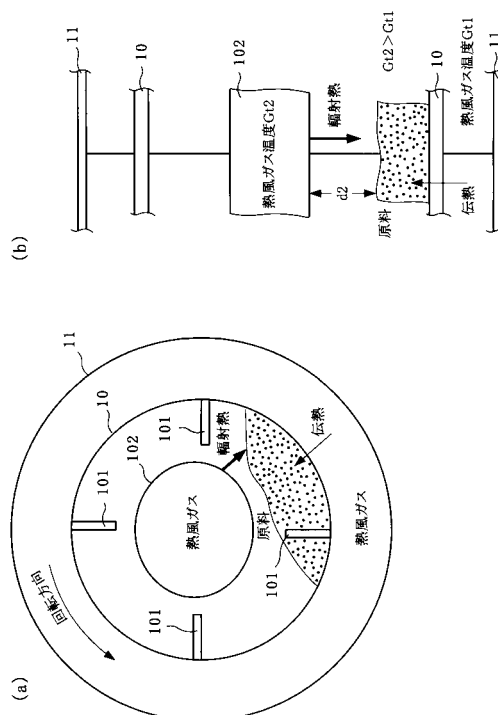 (a)
回転方向
11
10
101
102
101
輻射熱
101
熱風ガス
原料
101
伝熱
熱風ガス
(b)
11
10
102
熱風ガス温度Gt2
輻射熱
d2
Gt2＞Gt1
原料
10
伝熱
熱風ガス温度Gt1
11